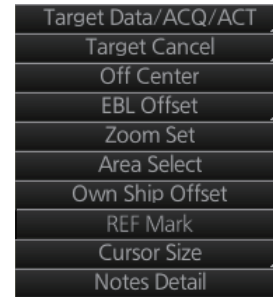 Target Data/ACQ/ACT
Target Cancel
Off Center
EBL Offset
Zoom Set
Area Select
Own Ship Offset
REF Mark
Cursor Size
Notes Detail